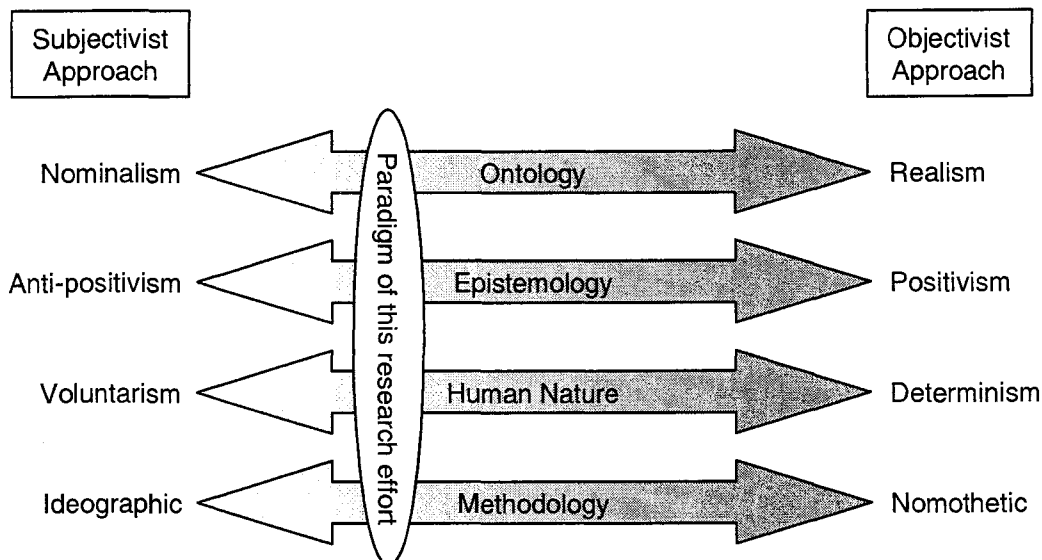 Subjectivist
Approach
Objectivist
Approach
Nominalism
Ontology
Realism
Anti-positivism
Epistemology
Positivism
Voluntarism
Human Nature
Determinism
Ideographic
Methodology
Nomothetic
Paradigm of this research effort